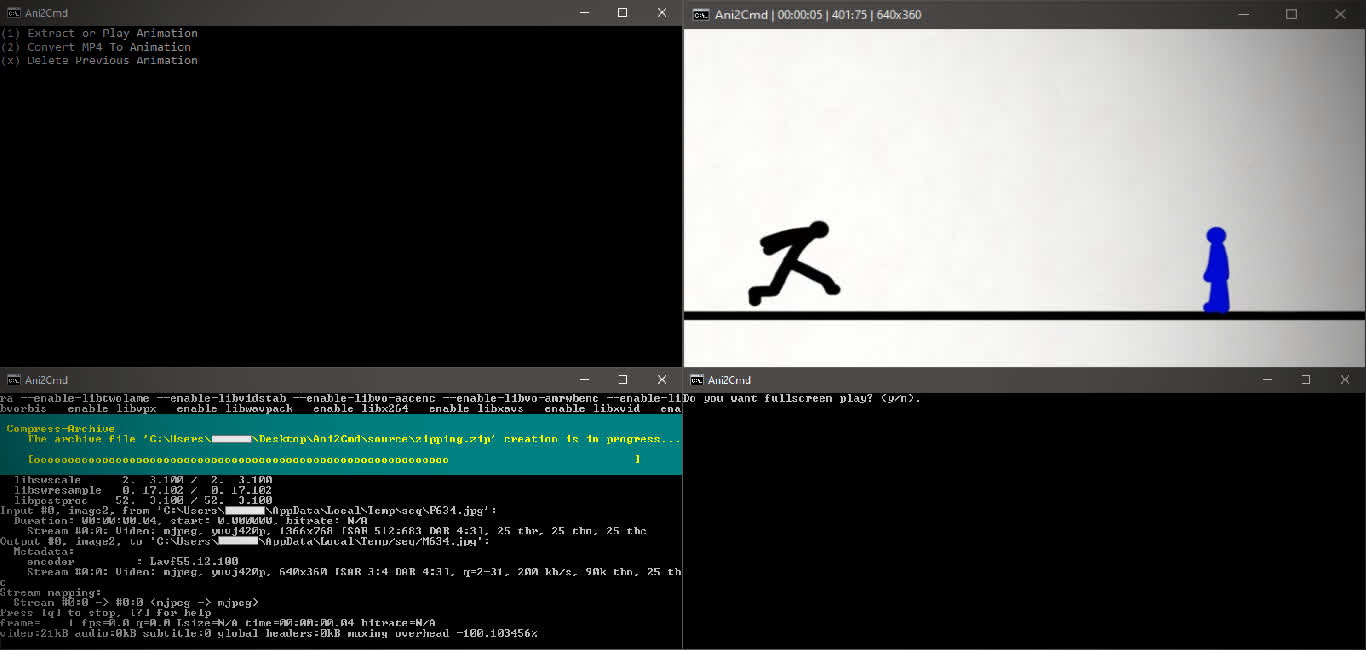 Ani2Cmd
(1) Extract or Play Animation
(2) Convert MP4 To Animation
(x) Delete Previous Animation
Ani2Cmd | 00:00:05 | 401:75 | 640x360
Ani2Cmd
ra --enable-libtwolame --enable-libvidstab --enable-libvo-aacenc --enable-libvo-amrwbenc --enable-li
bvorbis enable libvpx enable libwavpack enable libx264 enable libxavs enable libxvid ena
Compress-Archive
The archive file 'C:\Users\ \Desktop\Ani2Cmd\source\zipping.zip' creation is in progress...
[ooooooooooooooooooooooooooooooooooooooooooooooooooooooooooooo ]
libswscale 2. 3.100 / 2. 3.100
libswresample 0. 17.102 / 0. 17.102
libpostproc 52. 3.100 / 52. 3.100
Input #0, image2, from 'C:\Users\ \AppData\Local\Temp\seq\P634.jpg':
Duration: 00:00:00.04, start: 0.000000, bitrate: N/A
Stream #0:0: Video: mjpeg, yuvj420p, 1366x768 [SAR 512:683 DAR 4:3], 25 tbr, 25 tbn, 25 tbc
Output #0, image2, to 'C:\Users\ \AppData\Local\Temp/seq/M634.jpg':
Metadata:
encoder : Lavf55.12.100
Stream #0:0: Video: mjpeg, yuvj420p, 640x360 [SAR 3:4 DAR 4:3], q=2-31, 200 kb/s, 90k tbn, 25 tb
c
Stream mapping:
Stream #0:0 -> #0:0 (mjpeg -> mjpeg)
Press [q] to stop, [?] for help
frame= 1 fps=0.0 q=0.0 Lsize=N/A time=00:00:00.04 bitrate=N/A
video:21kB audio:0kB subtitle:0 global headers:0kB muxing overhead -100.103456%
Ani2Cmd
Do you want fullscreen play? (y/n).